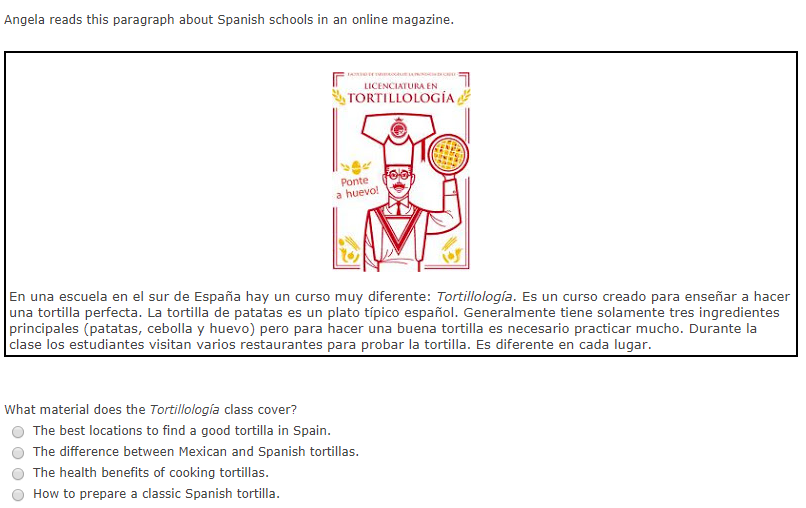 Angela reads this paragraph about Spanish schools in an online magazine.
LICENCIATURA EN
TORTILLOLOGÍA
Ponte
a huevo!
En una escuela en el sur de España hay un curso muy diferente: Tortillología. Es un curso creado para enseñar a hacer
una tortilla perfecta. La tortilla de patatas es un plato típico español. Generalmente tiene solamente tres ingredientes
principales (patatas, cebolla y huevo) pero para hacer una buena tortilla es necesario practicar mucho. Durante la
clase los estudiantes visitan varios restaurantes para probar la tortilla. Es diferente en cada lugar.
What material does the Tortillología class cover?
The best locations to find a good tortilla in Spain.
The difference between Mexican and Spanish tortillas.
The health benefits of cooking tortillas.
How to prepare a classic Spanish tortilla.